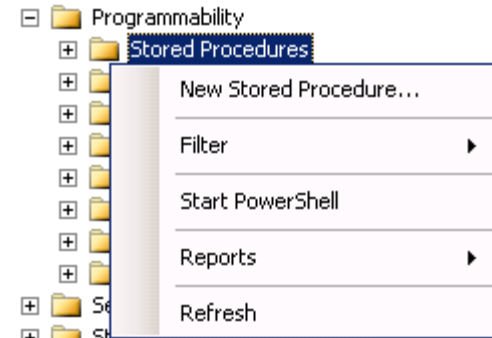 Programmability
Stored Procedures
New Stored Procedure...
Filter
Start PowerShell
Reports
Refresh